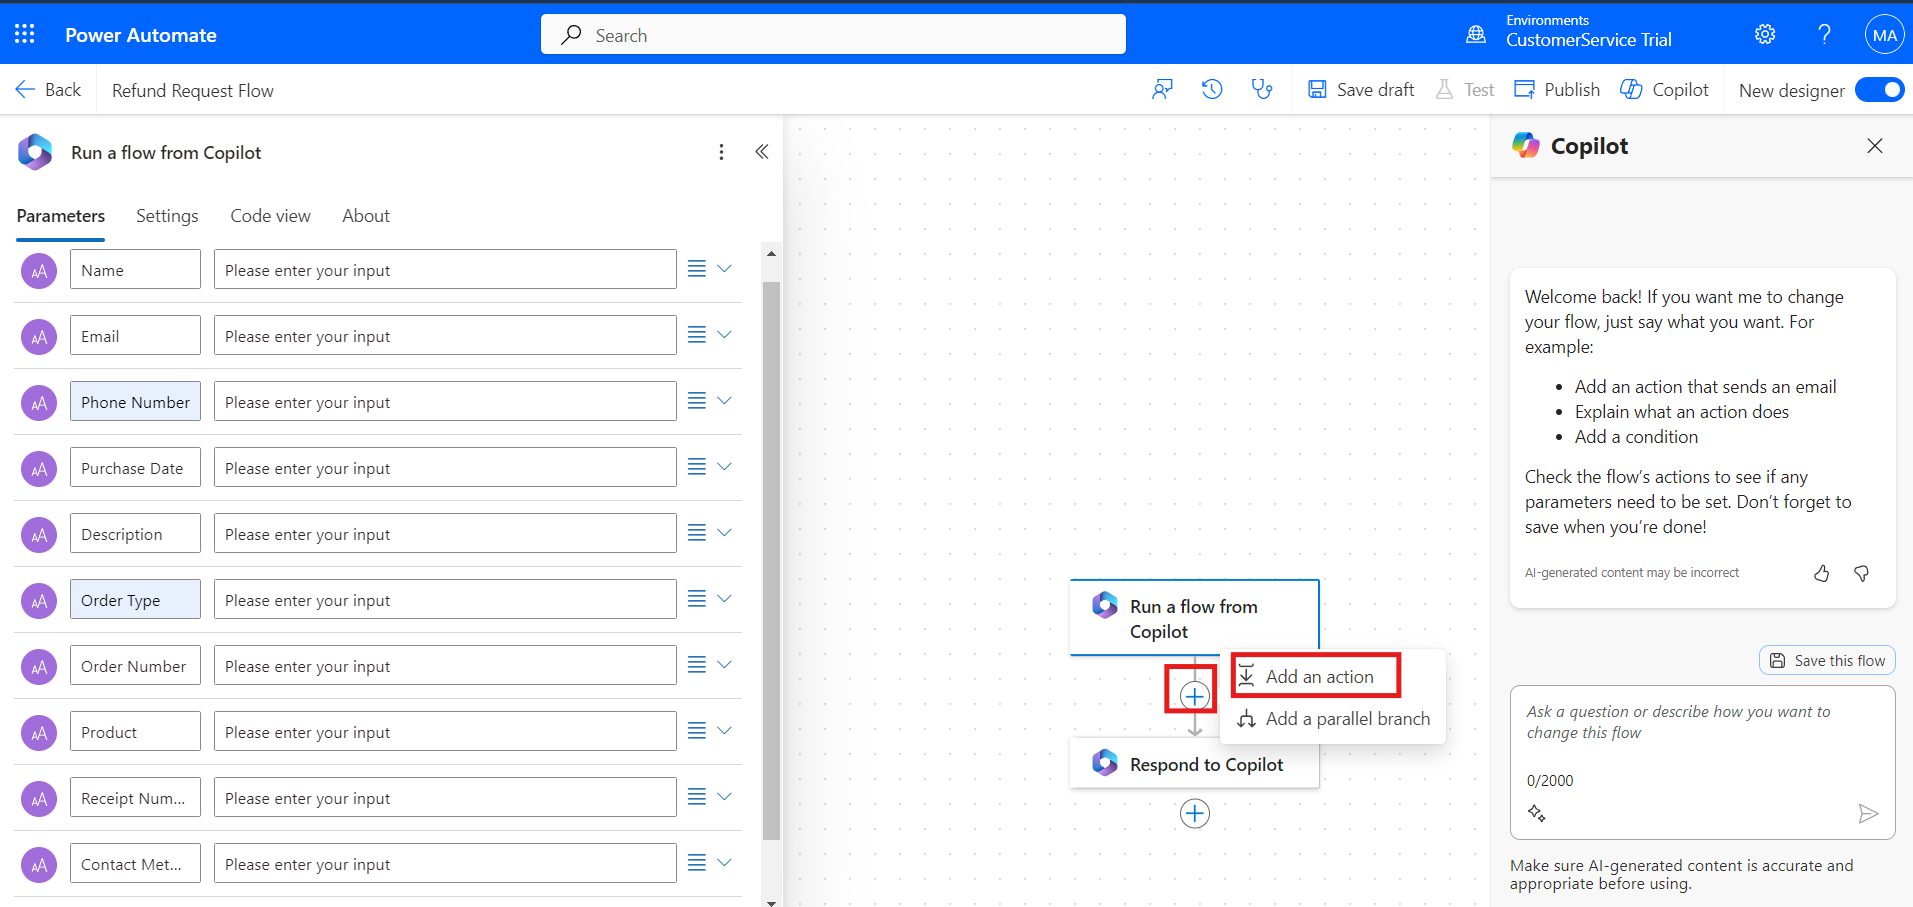 Power Automate
Search
Environments
CustomerService Trial
MA
Back
Refund Request Flow
Save draft
Test
Publish
Copilot
New designer
Run a flow from Copilot
Parameters
Settings
Code view
About
Name
Please enter your input
Email
Please enter your input
Phone Number
Please enter your input
Purchase Date
Please enter your input
Description
Please enter your input
Order Type
Please enter your input
Order Number
Please enter your input
Product
Please enter your input
Receipt Num...
Please enter your input
Contact Met...
Please enter your input
Run a flow from
Copilot
Add an action
Add a parallel branch
Respond to Copilot
Copilot
Welcome back! If you want me to change
your flow, just say what you want. For
example:
• Add an action that sends an email
• Explain what an action does
• Add a condition
Check the flow’s actions to see if any
parameters need to be set. Don’t forget to
save when you’re done!
AI-generated content may be incorrect
Save this flow
Ask a question or describe how you want to
change this flow
0/2000
Make sure AI-generated content is accurate and
appropriate before using.